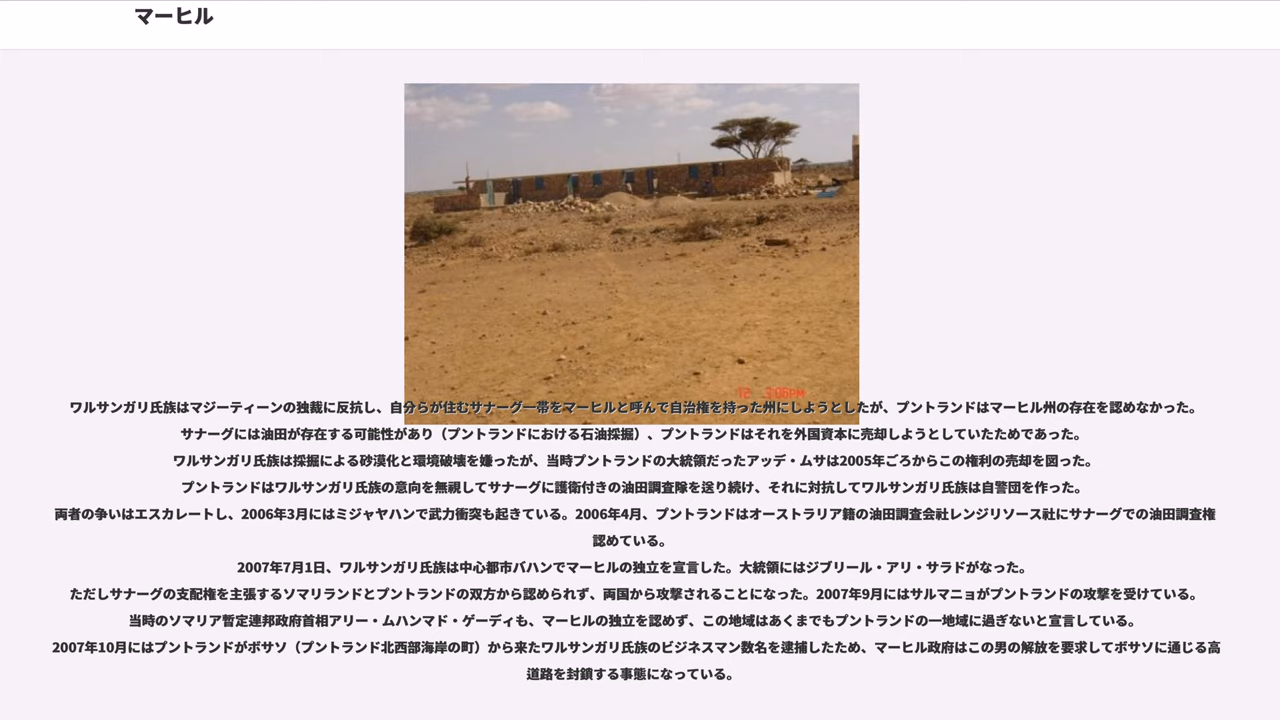 マーヒル
12 3:06PM
ワルサンガリ氏族はマジーティーンの独裁に反抗し、自分らが住むサナーグ一帯をマーヒルと呼んで自治権を持った州にしようとしたが、プントランドはマーヒル州の存在を認めなかった。
サナーグには油田が存在する可能性があり（プントランドにおける石油採掘）、プントランドはそれを外国資本に売却しようとしていたためであった。
ワルサンガリ氏族は採掘による砂漠化と環境破壊を嫌ったが、当時プントランドの大統領だったアッデ・ムサは2005年ごろからこの権利の売却を図った。
プントランドはワルサンガリ氏族の意向を無視してサナーグに護衛付きの油田調査隊を送り続け、それに対抗してワルサンガリ氏族は自警団を作った。
両者の争いはエスカレートし、2006年3月にはミジャヤハンで武力衝突も起きている。2006年4月、プントランドはオーストラリア籍の油田調査会社レンジリソース社にサナーグでの油田調査権
認めている。
2007年7月1日、ワルサンガリ氏族は中心都市バハンでマーヒルの独立を宣言した。大統領にはジブリール・アリ・サラドがなった。
ただしサナーグの支配権を主張するソマリランドとプントランドの双方から認められず、両国から攻撃されることになった。2007年9月にはサルマニョがプントランドの攻撃を受けている。
当時のソマリア暫定連邦政府首相アリー・ムハンマド・ゲーディも、マーヒルの独立を認めず、この地域はあくまでもプントランドの一地域に過ぎないと宣言している。
2007年10月にはプントランドがボサソ（プントランド北西部海岸の町）から来たワルサンガリ氏族のビジネスマン数名を逮捕したため、マーヒル政府はこの男の解放を要求してボサソに通じる高
道路を封鎖する事態になっている。